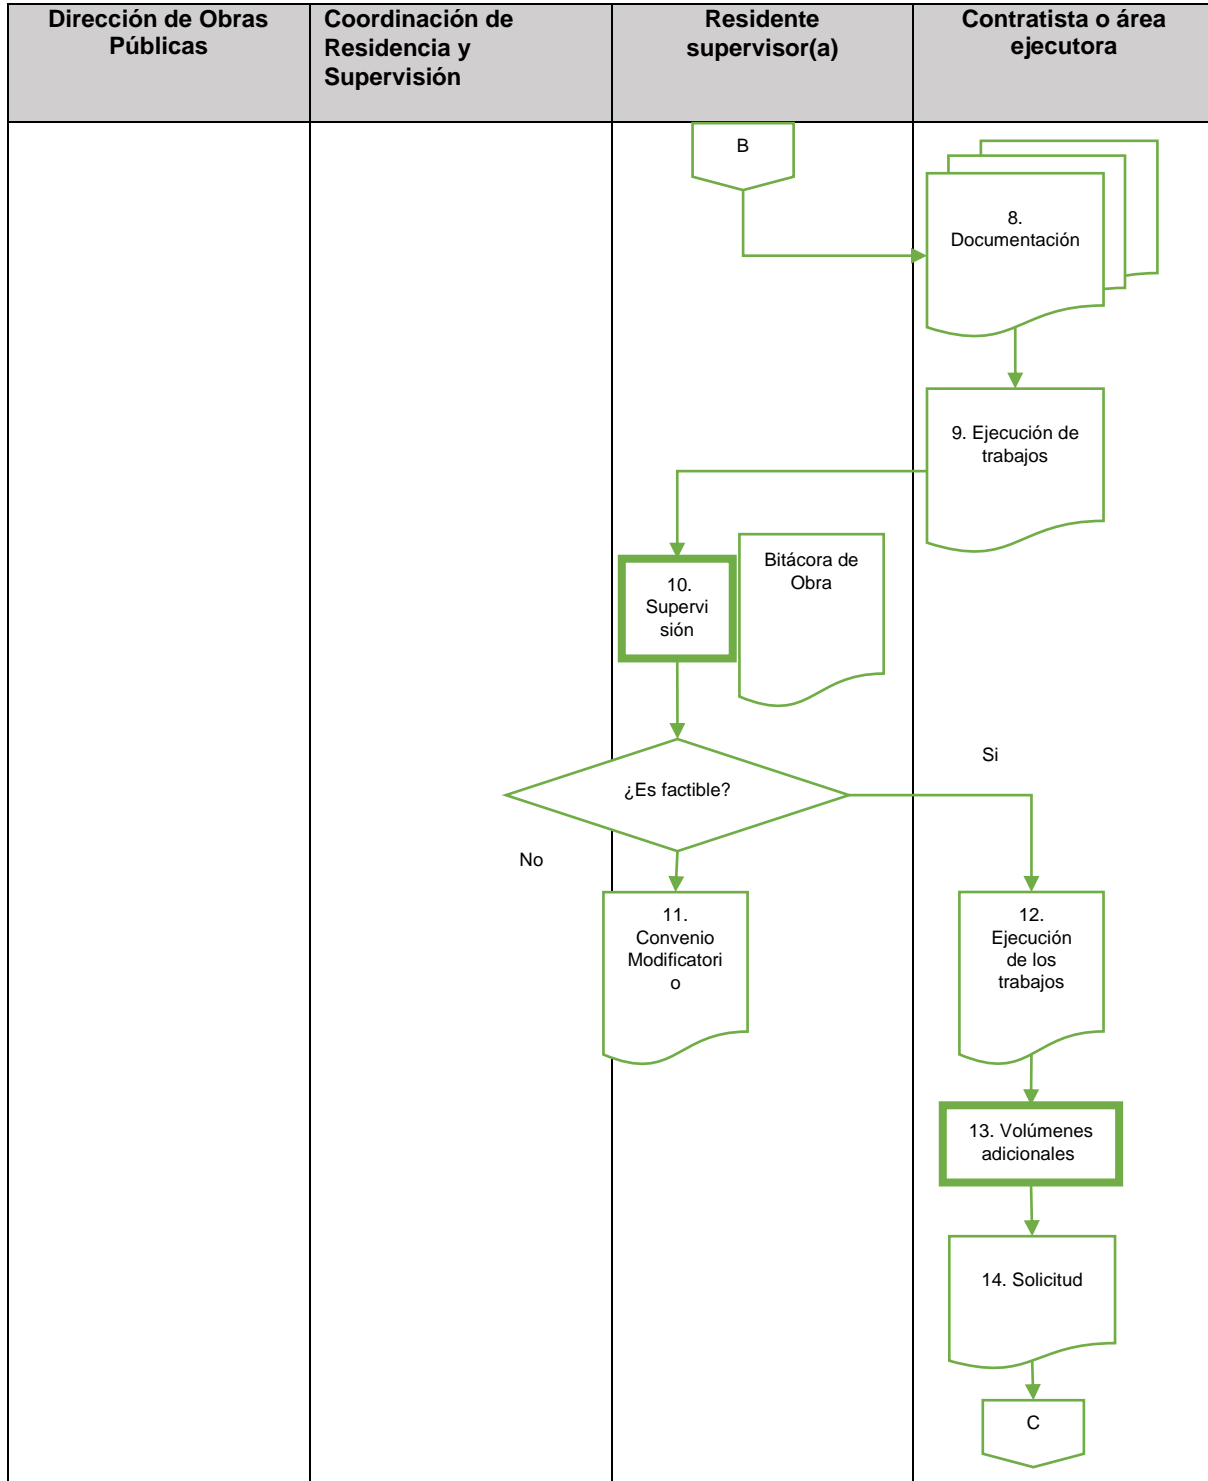 Dirección de Obras
Públicas
Coordinación de
Residencia y
Supervisión
Residente
supervisor(a)
Contratista o área
ejecutora
B
8.
Documentación
9. Ejecución de
trabajos
10.
Supervi
sión
Bitácora de
Obra
¿Es factible?
Si
No
11.
Convenio
Modificatori
o
12.
Ejecución
de los
trabajos
13. Volúmenes
adicionales
14. Solicitud
C